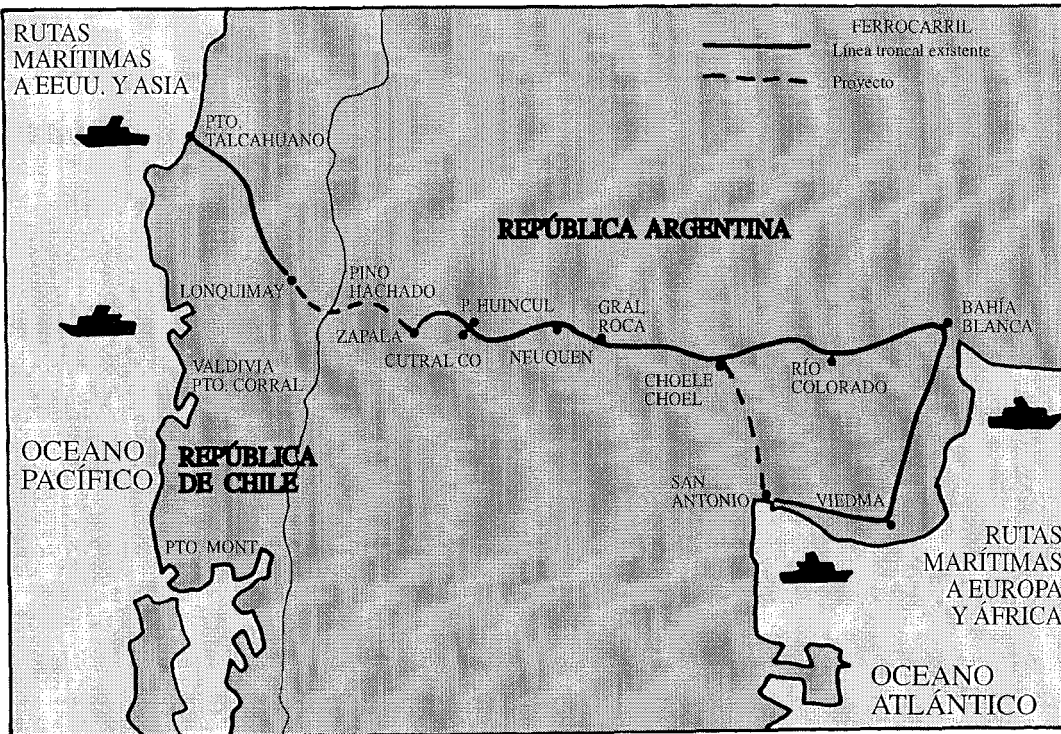 RUTAS
MARÍTIMAS
A EEUU. Y ASIA
FERROCARRIL
Línea troncal existente
Proyecto
PTO.
TALCAHUANO
REPÚBLICA ARGENTINA
LONQUIMAY
PINO
HACHADO
ZAPALA
P. HUINCUL
CUTRAL CO
NEUQUEN
GRAL.
ROCA
CHOELE
CHOEL
RÍO
COLORADO
BAHÍA
BLANCA
VALDIVIA
PTO. CORRAL
OCEANO
PACÍFICO
REPÚBLICA
DE CHILE
SAN
ANTONIO
VIEDMA
PTO. MONT
RUTAS
MARÍTIMAS
A EUROPA
Y ÁFRICA
OCEANO
ATLÁNTICO